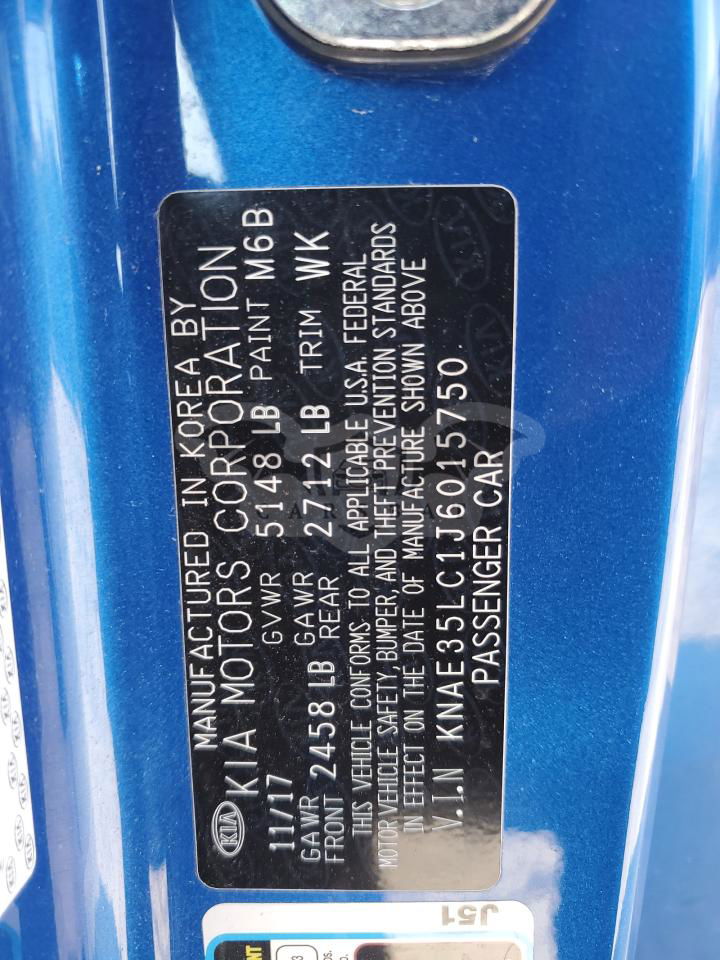 MANUFACTURED IN KOREA BY
KIA KIA MOTORS CORPORATION
11/17 GVWR 5148 LB PAINT M6B
GAWR FRONT 2458 LB GAWR REAR 2712 LB TRIM WK
THIS VEHICLE CONFORMS TO ALL APPLICABLE U.S.A. FEDERAL
MOTOR VEHICLE SAFETY, BUMPER, AND THEFT PREVENTION STANDARDS
IN EFFECT ON THE DATE OF MANUFACTURE SHOWN ABOVE
V.I.N KNAE35LC1J6015750
PASSENGER CAR
J51